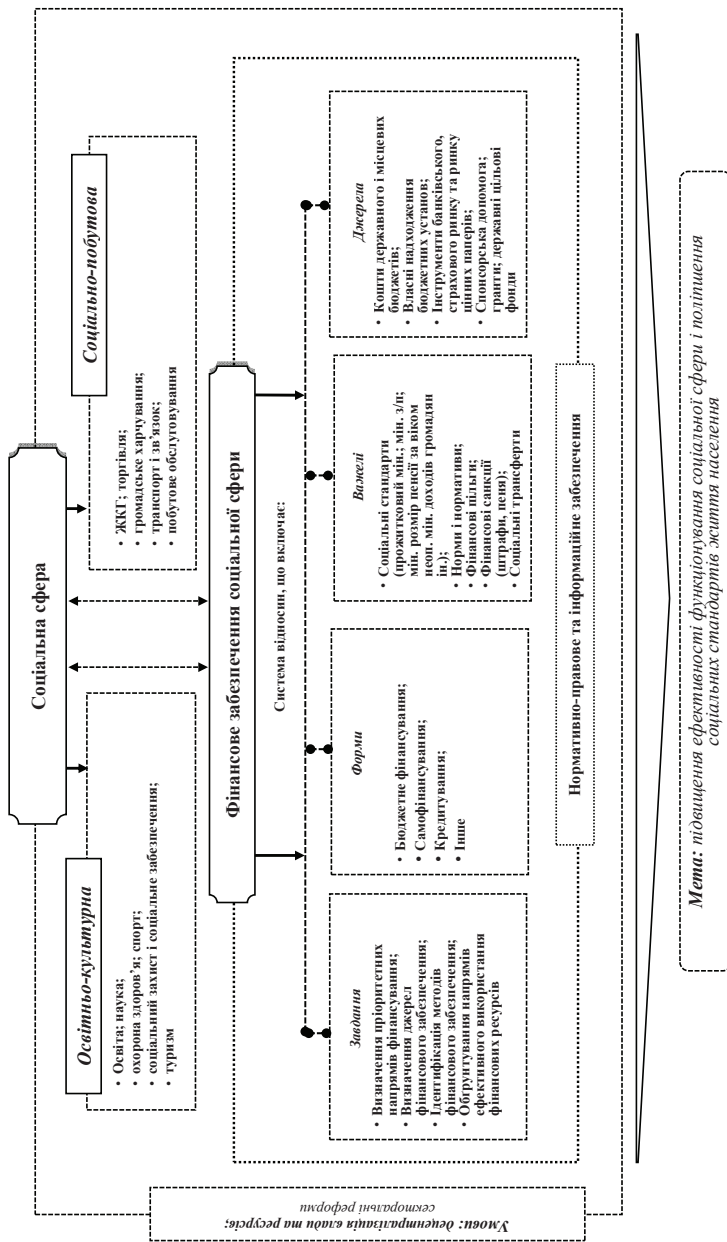 Соціальна сфера
Освітньо-культурна
• Освіта; наука;
• охорона здоров'я; спорт;
• соціальний захист і соціальне забезпечення;
• туризм
Соціально-побутова
• ЖКГ; торгівля;
• громадське харчування;
• транспорт і зв'язок;
• побутове обслуговування
Фінансове забезпечення соціальної сфери
Система відносин, що включає:
Завдання
• Визначення пріоритетних
напрямів фінансування;
• Визначення джерел
фінансового забезпечення;
• Ідентифікація методів
фінансового забезпечення;
• Обґрунтування напрямів
ефективного використання
фінансових ресурсів
Форми
• Бюджетне фінансування;
• Самофінансування;
• Кредитування;
• Інше
Важелі
• Соціальні стандарти
(прожитковий мін.; мін. з/п;
мін. розмір пенсії за віком
неоп. мін. доходів громадян
ін.);
• Норми і нормативи;
• Фінансові пільги;
• Фінансові санкції
(штрафи, пеня);
• Соціальні трансферти
Джерела
• Кошти державного і місцевих
бюджетів;
• Власні надходження
бюджетних установ;
• Інструменти банківського,
страхового ринку та ринку
цінних паперів;
• Спонсорська допомога;
гранти; державні цільові
фонди
Нормативно-правове та інформаційне забезпечення
Умови: децентралізація влади та ресурсів;
секторальні реформи
Мета: підвищення ефективності функціонування соціальної сфери і поліпшення
соціальних стандартів життя населення